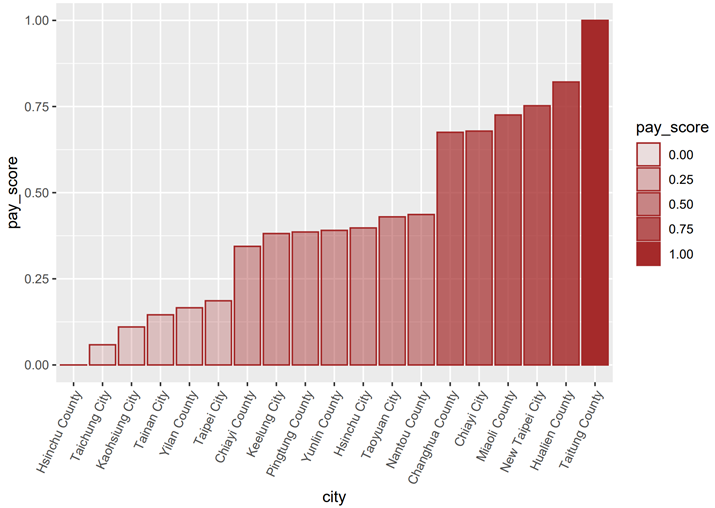 1.00
0.75
0.50
0.25
0.00
pay_score
Hsinchu County
Taichung City
Kaohsiung City
Tainan City
Yilan County
Taipei City
Chiayi County
Keelung City
Pingtung County
Yunlin County
Hsinchu City
Taoyuan City
Nantou County
Changhua County
Chiayi City
Miaoli County
New Taipei City
Hualien County
Taitung County
city
pay_score
0.00
0.25
0.50
0.75
1.00